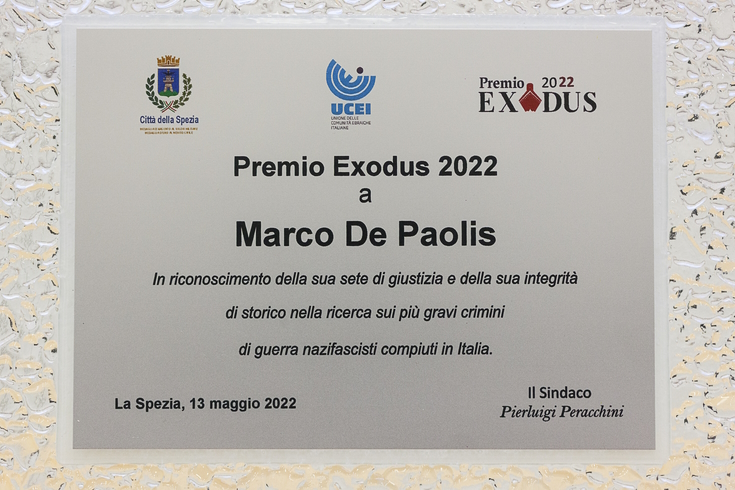 Città della Spezia
UCEI
UNIONE DELLE
COMUNITÀ EBRAICHE
ITALIANE
Premio 2022
EXODUS
Premio Exodus 2022
a
Marco De Paolis
In riconoscimento della sua sete di giustizia e della sua integrità
di storico nella ricerca sui più gravi crimini
di guerra nazifascisti compiuti in Italia.
La Spezia, 13 maggio 2022
Il Sindaco
Pierluigi Peracchini